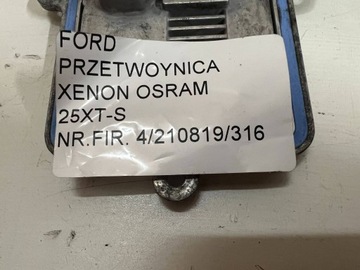 FORD
PRZETWOYNICA
XENON OSRAM
25XT-S
NR.FIR. 4/210819/316